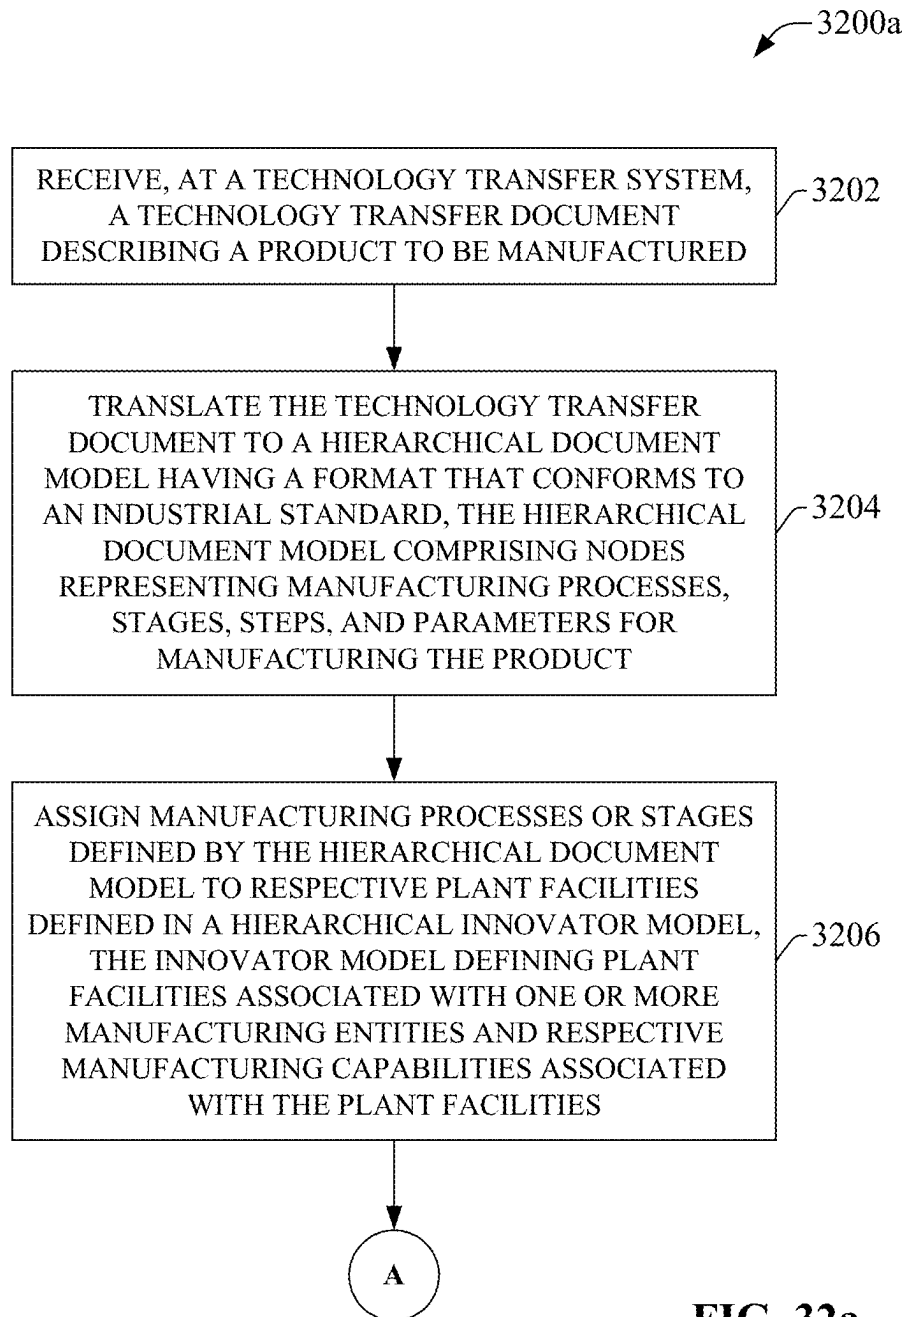 3200a
RECEIVE, AT A TECHNOLOGY TRANSFER SYSTEM,
A TECHNOLOGY TRANSFER DOCUMENT
DESCRIBING A PRODUCT TO BE MANUFACTURED
3202
TRANSLATE THE TECHNOLOGY TRANSFER
DOCUMENT TO A HIERARCHICAL DOCUMENT
MODEL HAVING A FORMAT THAT CONFORMS TO
AN INDUSTRIAL STANDARD, THE HIERARCHICAL
DOCUMENT MODEL COMPRISING NODES
REPRESENTING MANUFACTURING PROCESSES,
STAGES, STEPS, AND PARAMETERS FOR
MANUFACTURING THE PRODUCT
3204
ASSIGN MANUFACTURING PROCESSES OR STAGES
DEFINED BY THE HIERARCHICAL DOCUMENT
MODEL TO RESPECTIVE PLANT FACILITIES
DEFINED IN A HIERARCHICAL INNOVATOR MODEL,
THE INNOVATOR MODEL DEFINING PLANT
FACILITIES ASSOCIATED WITH ONE OR MORE
MANUFACTURING ENTITIES AND RESPECTIVE
MANUFACTURING CAPABILITIES ASSOCIATED
WITH THE PLANT FACILITIES
3206
A
FIG. 32a